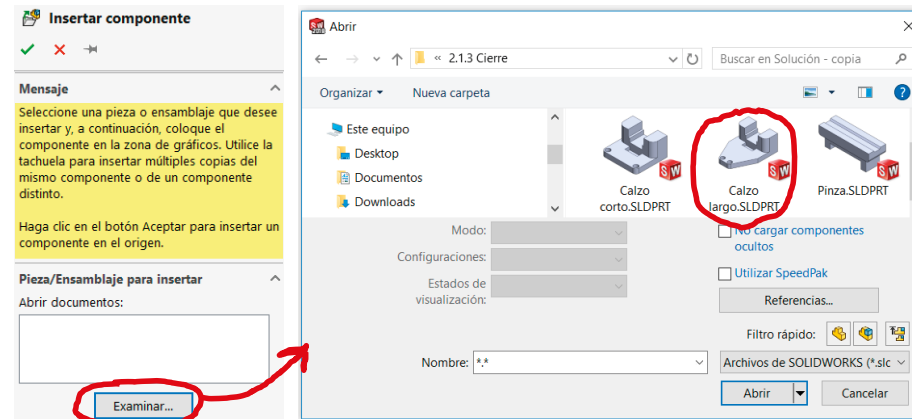 Insertar componente
Mensaje
Seleccione una pieza o ensamblaje que desee
insertar y, a continuación, coloque el
componente en la zona de gráficos. Utilice la
tachuela para insertar múltiples copias del
mismo componente o de un componente
distinto.
Haga clic en el botón Aceptar para insertar un
componente en el origen.
Pieza/Ensamblaje para insertar
Abrir documentos:
Examinar...
Abrir
« 2.1.3 Cierre
Buscar en Solución - copia
Organizar
Nueva carpeta
Este equipo
Desktop
Documentos
Downloads
SW
Calzo
corto.SLDPRT
SW
Calzo
largo.SLDPRT
SW
Pinza.SLDPRT
Modo:
Configuraciones:
Estados de
visualización:
No cargar componentes
ocultos
Utilizar SpeedPak
Referencias...
Filtro rápido:
Nombre: *.*
Archivos de SOLIDWORKS (*.slc
Abrir
Cancelar